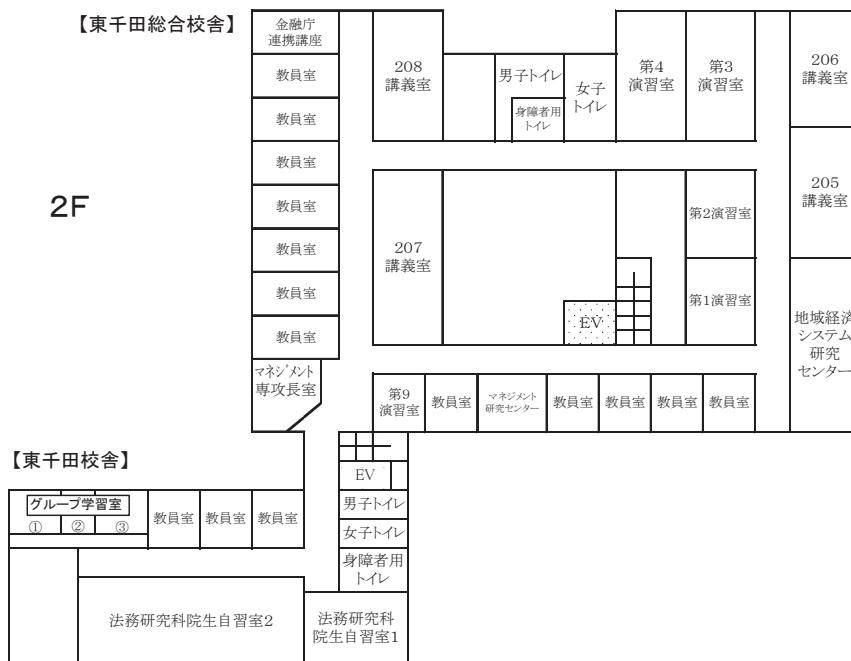 【東千田総合校舎】
2F
金融庁
連携講座
教員室
教員室
教員室
教員室
教員室
教員室
教員室
マネジメント
専攻長室
208
講義室
男子トイレ
身障者用
トイレ
女子
トイレ
第4
演習室
第3
演習室
206
講義室
205
講義室
207
講義室
第2演習室
第1演習室
EV
地域経済
システム
研究
センター
第9
演習室
教員室
マネジメント
研究センター
教員室
教員室
教員室
教員室
【東千田校舎】
グループ学習室
①
②
③
教員室
教員室
教員室
EV
男子トイレ
女子トイレ
身障者用
トイレ
法務研究科院生自習室2
法務研究科
院生自習室1